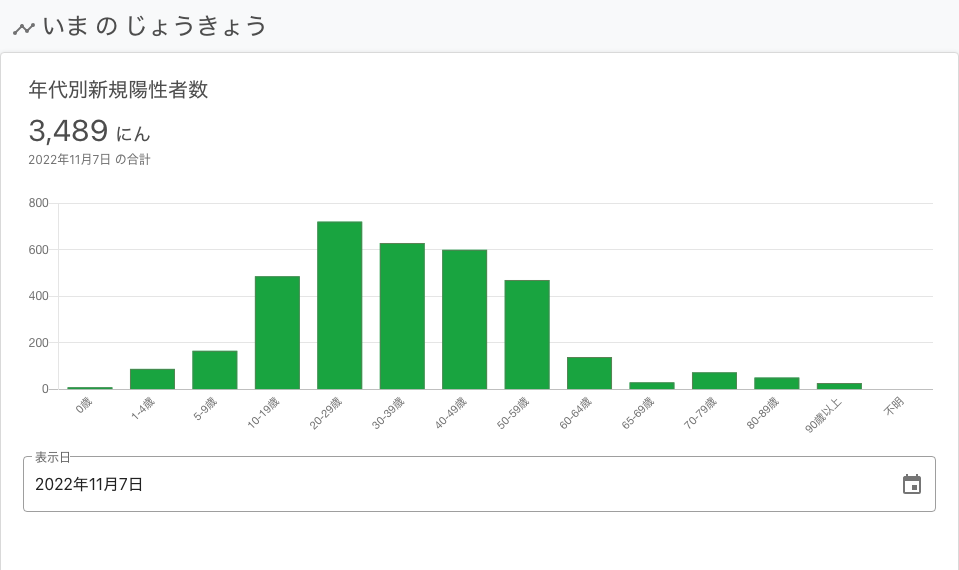 いま の じょうきょう
年代別新規陽性者数
3,489 にん
2022年11月7日 の合計
800
600
400
200
0
0歳
1-4歳
5-9歳
10-19歳
20-29歳
30-39歳
40-49歳
50-59歳
60-64歳
65-69歳
70-79歳
80-89歳
90歳以上
不明
表示日
2022年11月7日